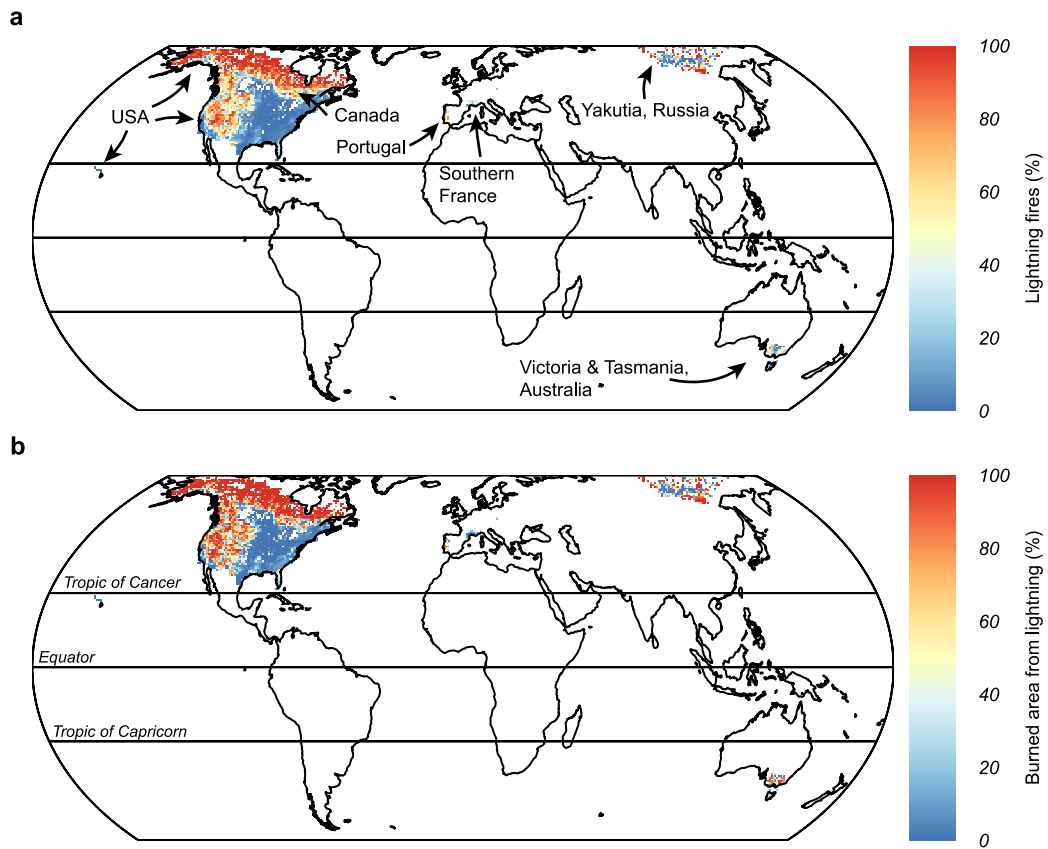 a
USA
Canada
Portugal
Southern
France
Yakutia, Russia
Victoria & Tasmania,
Australia
100
80
60
40
20
0
Lightning fires (%)
b
Tropic of Cancer
Equator
Tropic of Capricorn
100
80
60
40
20
0
Burned area from lightning (%)